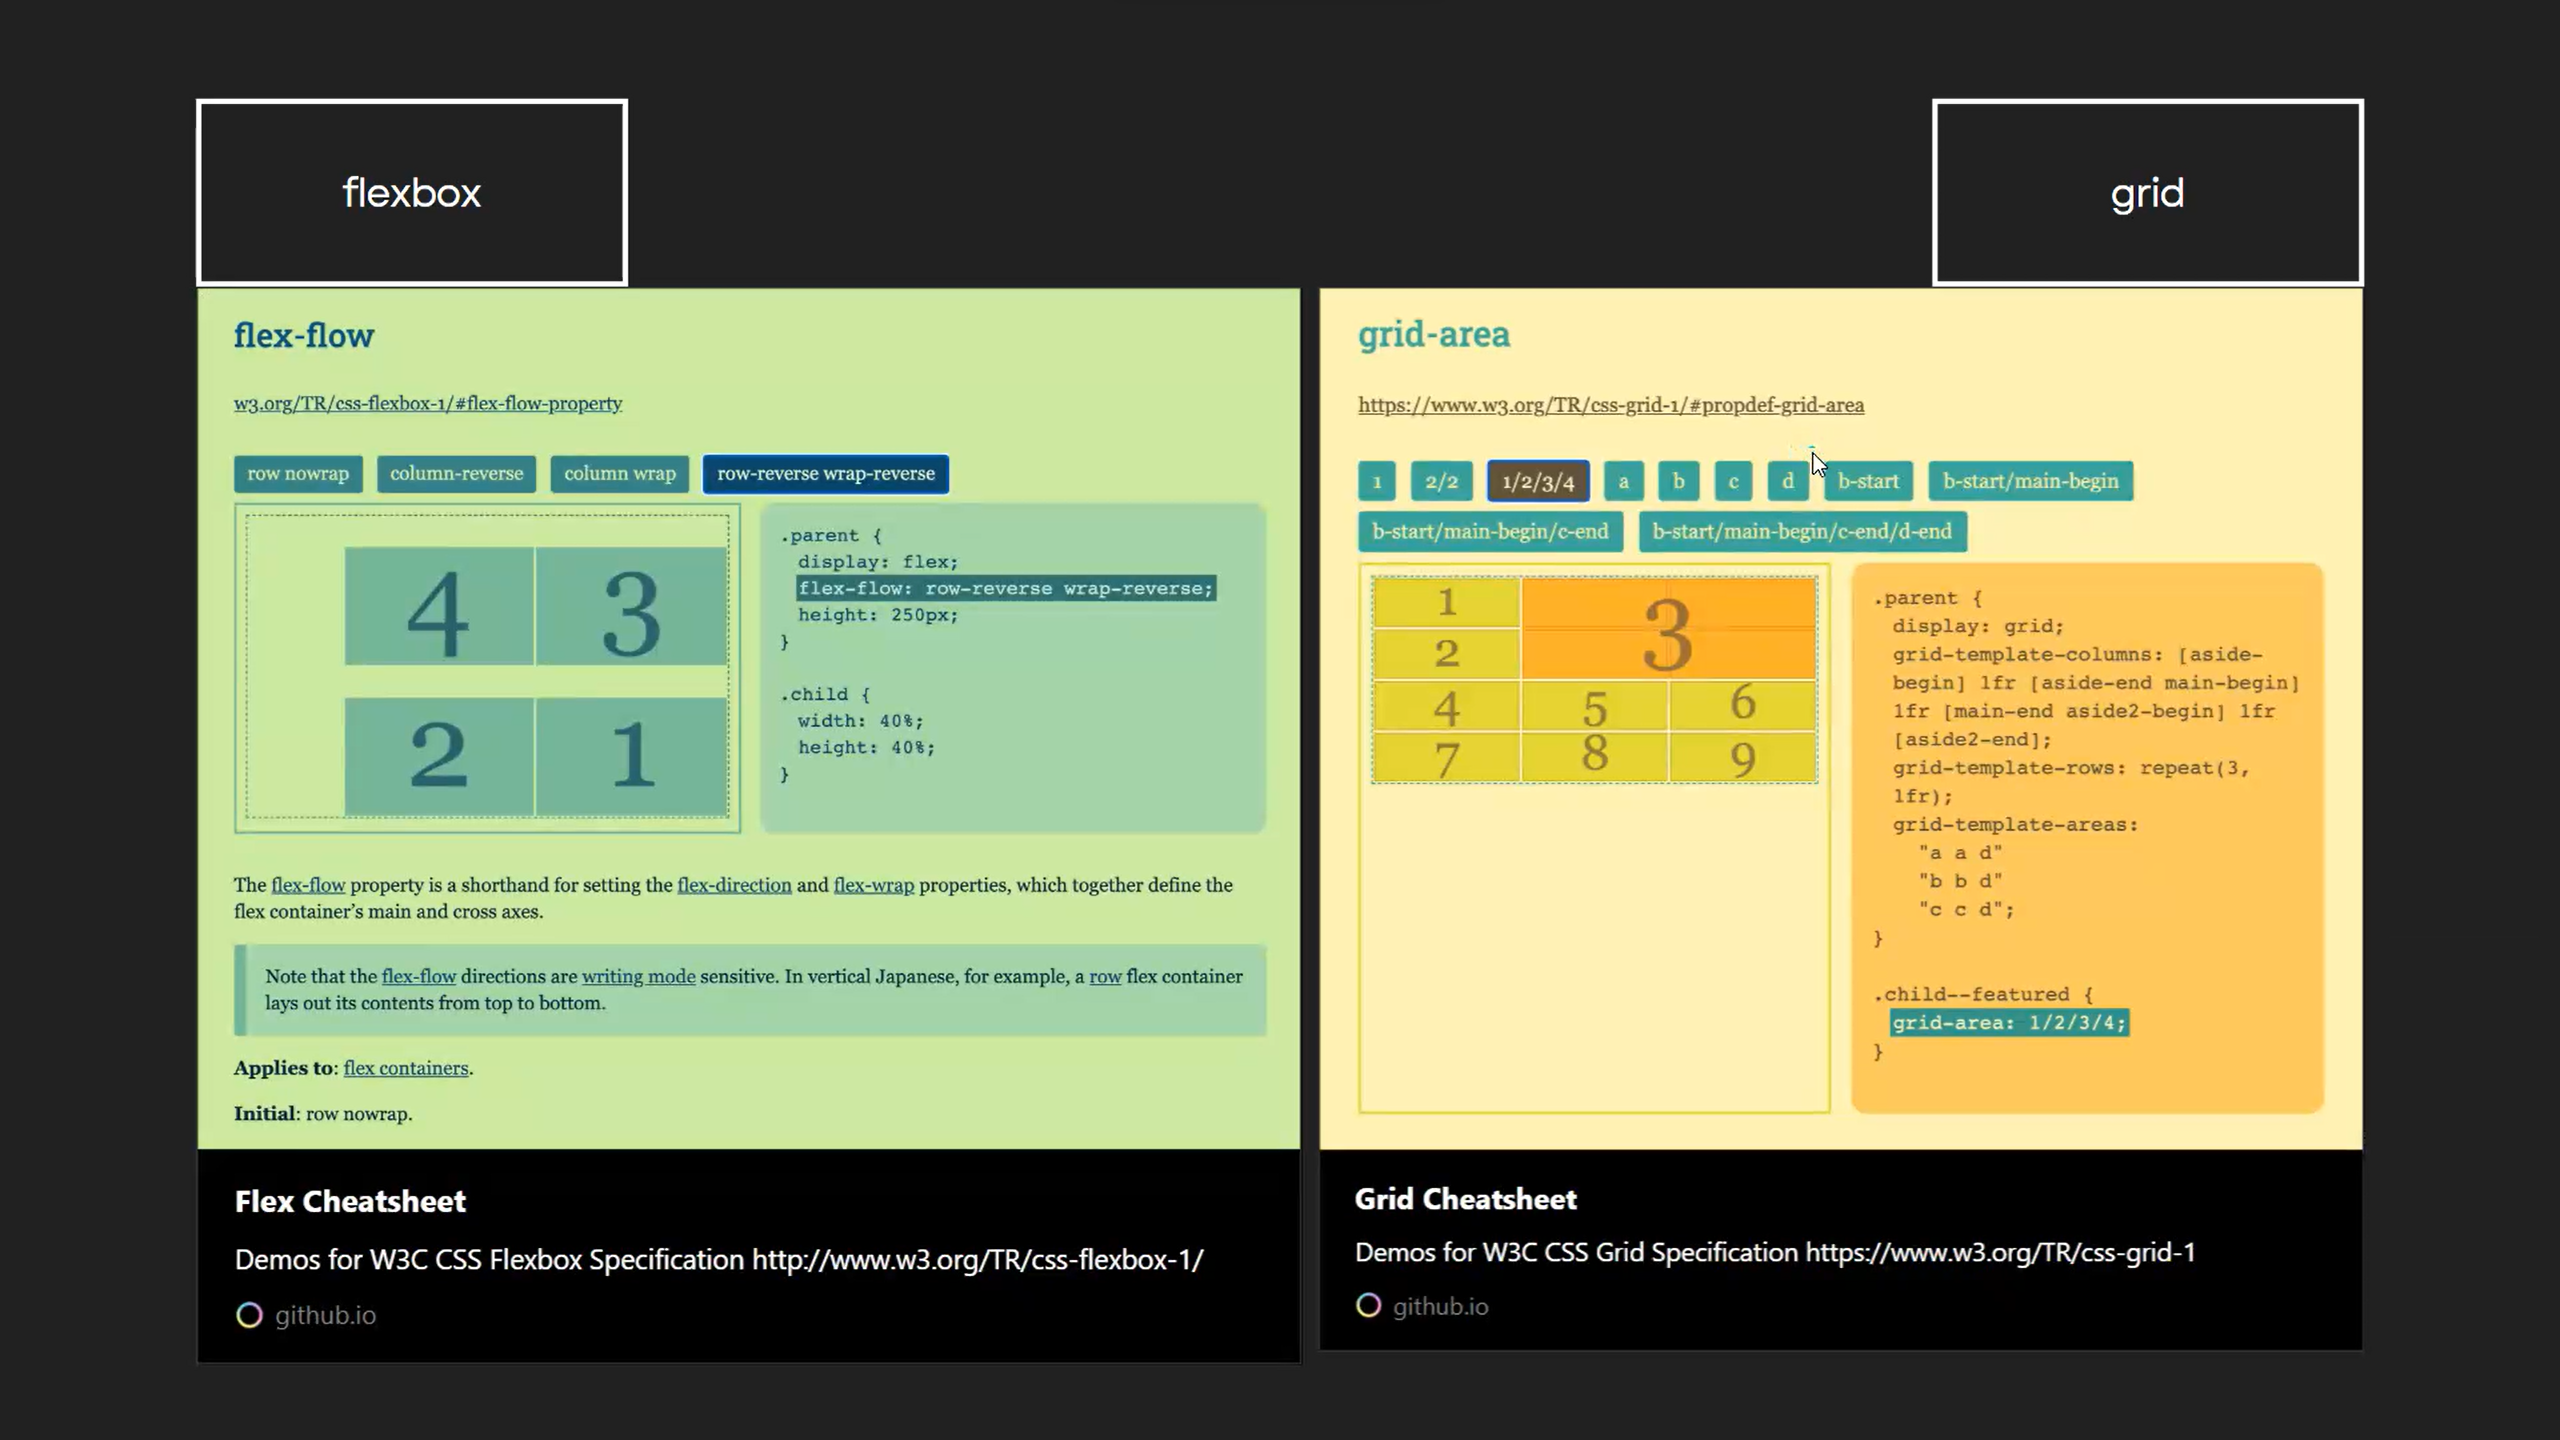 flexbox
grid
flex-flow
w3.org/TR/css-flexbox-1/#flex-flow-property
row nowrap
column-reverse
column wrap
row-reverse wrap-reverse
4
3
2
1
.parent {
display: flex;
flex-flow: row-reverse wrap-reverse;
height: 250px;
}
.child {
width: 40%;
height: 40%;
}
The flex-flow property is a shorthand for setting the flex-direction and flex-wrap properties, which together define the
flex container’s main and cross axes.
Note that the flex-flow directions are writing mode sensitive. In vertical Japanese, for example, a row flex container
lays out its contents from top to bottom.
Applies to: flex containers.
Initial: row nowrap.
Flex Cheatsheet
Demos for W3C CSS Flexbox Specification http://www.w3.org/TR/css-flexbox-1/
github.io
grid-area
https://www.w3.org/TR/css-grid-1/#propdef-grid-area
1
2/2
1/2/3/4
a
b
c
d
b-start
b-start/main-begin
b-start/main-begin/c-end
b-start/main-begin/c-end/d-end
1
3
2
4
5
6
7
8
9
.parent {
display: grid;
grid-template-columns: [aside-
begin] 1fr [aside-end main-begin]
1fr [main-end aside2-begin] 1fr
[aside2-end];
grid-template-rows: repeat(3,
1fr);
grid-template-areas:
"a a d"
"b b d"
"c c d";
}
.child--featured {
grid-area: 1/2/3/4;
}
Grid Cheatsheet
Demos for W3C CSS Grid Specification https://www.w3.org/TR/css-grid-1
github.io